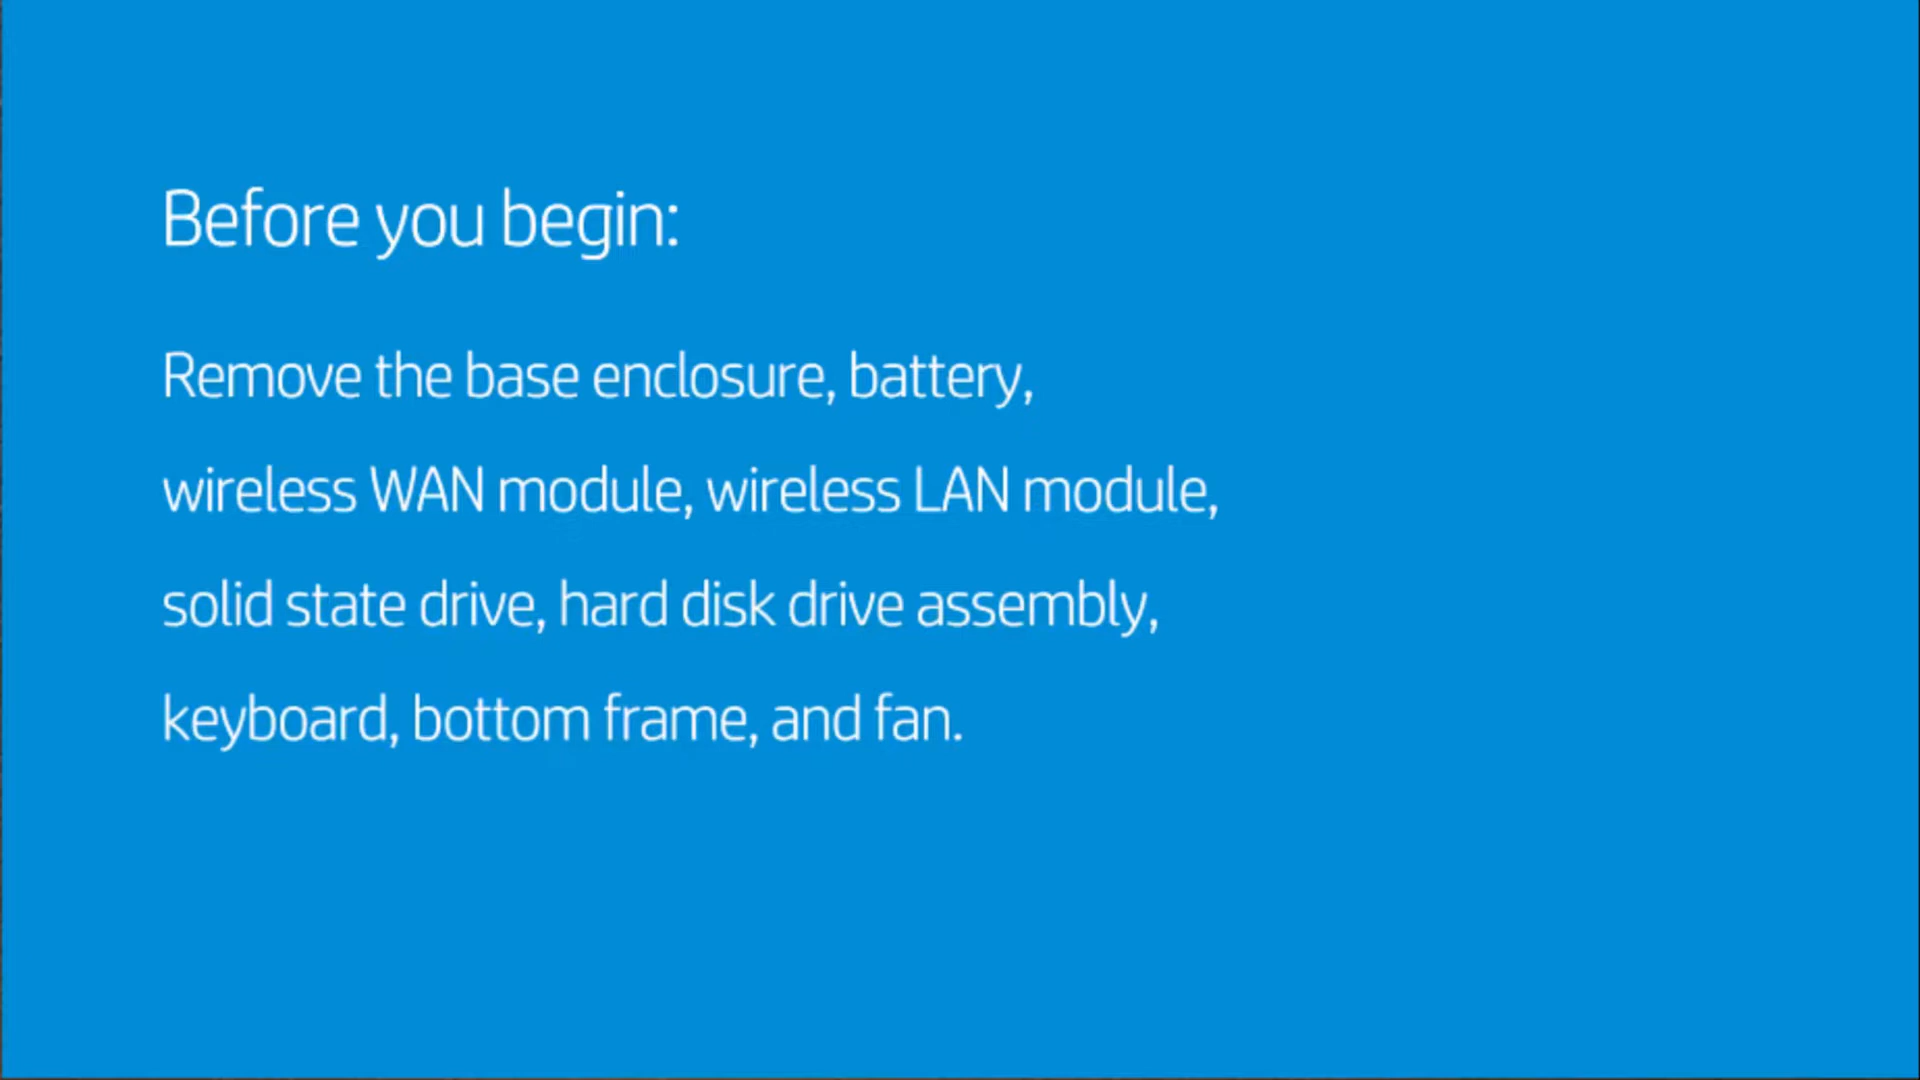 Before you begin:
Remove the base enclosure, battery,
wireless WAN module, wireless LAN module,
solid state drive, hard disk drive assembly,
keyboard, bottom frame, and fan.